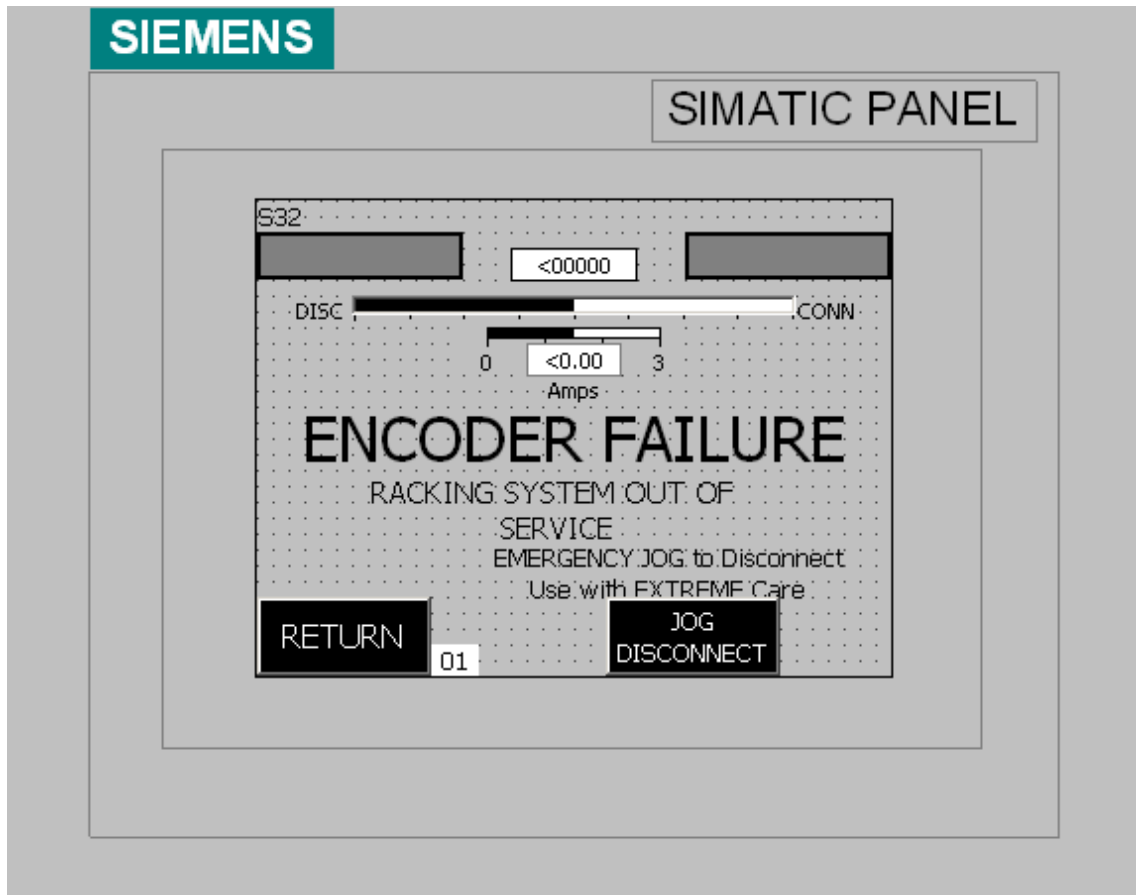 SIEMENS
SIMATIC PANEL
S32
<00000
DISC CONN
0 <0.00 3
Amps
ENCODER FAILURE
RACKING SYSTEM OUT OF
SERVICE
EMERGENCY JOG to Disconnect
Use with EXTREME Care
RETURN
01
JOG
DISCONNECT